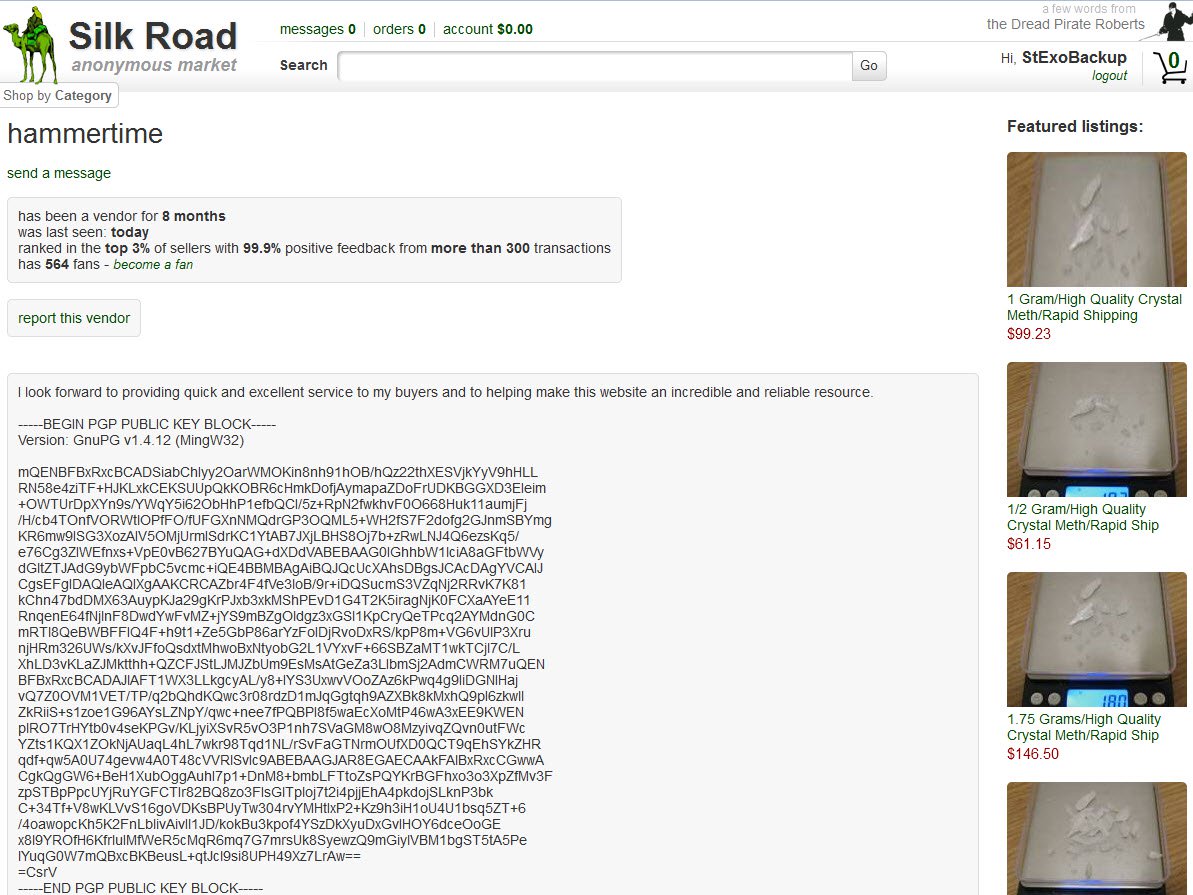 Silk Road
anonymous market
messages 0 orders 0 account $0.00
a few words from
the Dread Pirate Roberts
Search
Go
Hi, StExoBackup
logout
0
Shop by Category
hammertime
send a message
has been a vendor for 8 months
was last seen: today
ranked in the top 3% of sellers with 99.9% positive feedback from more than 300 transactions
has 564 fans - become a fan
report this vendor
I look forward to providing quick and excellent service to my buyers and to helping make this website an incredible and reliable resource.
-----BEGIN PGP PUBLIC KEY BLOCK-----
Version: GnuPG v1.4.12 (MingW32)
mQENBFBxRxcBCADSiabChlyy2OarWMOKin8nh91hOB/hQz22thXESVjkYyV9hHLL
RN58e4ziTF+HJKLxkCEKSUUpQkKOBR6cHmkDofjAymapaZDoFrUDKBGGXD3EIeim
+OWTUrDpXYn9s/YWqY5i62ObHhP1efbQCl/5z+RpN2fwkhvF0O668Huk11aumjFj
/H/cb4TOnfVORWtlOPfFO/fUFGXnNMQdrGP3OQML5+WH2fS7F2dofg2GJnmSBYmg
KR6mw9lSG3XozAlV5OMjUrmlSdrKC1YtAB7JXjLBHS8Oj7b+zRwLNJ4Q6ezsKq5/
e76Cg3ZlWEfnxs+VpE0vB627BYuQAG+dXDdVABEBAAG0IGhhbW1lciA8aGFtbWVy
dGltZTJAdG9ybWFpbC5vcmc+iQE4BBMBAgAiBQJQcUcXAhsDBgsJCAcDAgYVCAIJ
CgsEFgIDAQIeAQIXgAAKCRCAZbr4F4fVe3loB/9r+iDQSucmS3VZqNj2RRvK7K81
kChn47bdDMX63AuypKJa29gKrPJxb3xkMShPEvD1G4T2K5iragNjK0FCXaAYeE11
RnqenE64fNjlnF8DwdYwFvMZ+jYS9mBZgOldgz3xGSl1KpCryQeTPcq2AYMdnG0C
mRTl8QeBWBFFlQ4F+h9t1+Ze5GbP86arYzFolDjRvoDxRS/kpP8m+VG6vUlP3Xru
njHRm326UWs/kXvJFfoQsdxtMhwoBxNtyobG2L1VYxvF+66SBZaMT1wkTCjl7C/L
XhLD3vKLaZJMktthh+QZCFJStLJMJZbUm9EsMsAtGeZa3LlbmSj2AdmCWRM7uQEN
BFBxRxcBCADAJlAFT1WX3LLkgcyAL/y8+lYS3UxwvVOoZAz6kPwq4g9liDGNlHaj
vQ7Z0OVM1VET/TP/q2bQhdKQwc3r08rdzD1mJqGgtqh9AZXBk8kMxhQ9pl6zkwll
ZkRiiS+s1zoe1G96AYsLZNpY/qwc+nee7fPQBPl8f5waEcXoMtP46wA3xEE9KWEN
plRO7TrHYtb0v4seKPGv/KLjyiXSvR5vO3P1nh7SVaGM8wO8MzyivqZQvn0utFWc
YZts1KQX1ZOkNjAUaqL4hL7wkr98Tqd1NL/rSvFaGTNrmOUfXD0QCT9qEhSYkZHR
qdf+qw5A0U74gevw4A0T48cVVRlSvlc9ABEBAAGJAR8EGAECAAkFAlBxRxcCGwwA
CgkQgGW6+BeH1XubOggAuhl7p1+DnM8+bmbLFTtoZsPQYKrBGFhxo3o3XpZfMv3F
zpSTBpPpcUYjRuYGFCTlr82BQ8zo3FlsGlTploj7t2i4pjjEhA4pkdojSLknP3bk
C+34Tf+V8wKLVvS16goVDKsBPUyTw304rvYMHtlxP2+Kz9h3iH1oU4U1bsq5ZT+6
/4oawopcKh5K2FnLblivAivll1JD/kokBu3kpof4YSzDkXyuDxGvlHOY6dceOoGE
x8l9YROfH6KfrlulMfWeR5cMqR6mq7G7mrsUk8SyewzQ9mGiylVBM1bgST5tA5Pe
lYuqG0W7mQBxcBKBeusL+qtJcl9si8UPH49Xz7LrAw==
=CsrV
-----END PGP PUBLIC KEY BLOCK-----
Featured listings:
1 Gram/High Quality Crystal
Meth/Rapid Shipping
$99.23
1/2 Gram/High Quality
Crystal Meth/Rapid Ship
$61.15
180
1.75 Grams/High Quality
Crystal Meth/Rapid Ship
$146.50